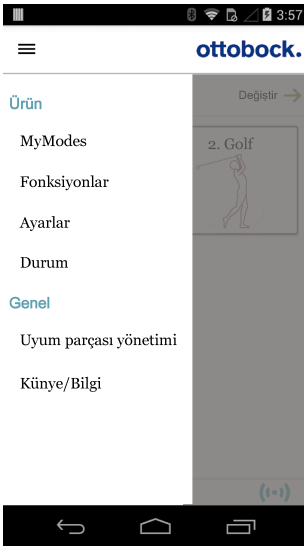 3:57
ottobock.
Ürün
Değiştir
MyModes
2. Golf
Fonksiyonlar
Ayarlar
Durum
Genel
Uyum parçası yönetimi
Künye/Bilgi